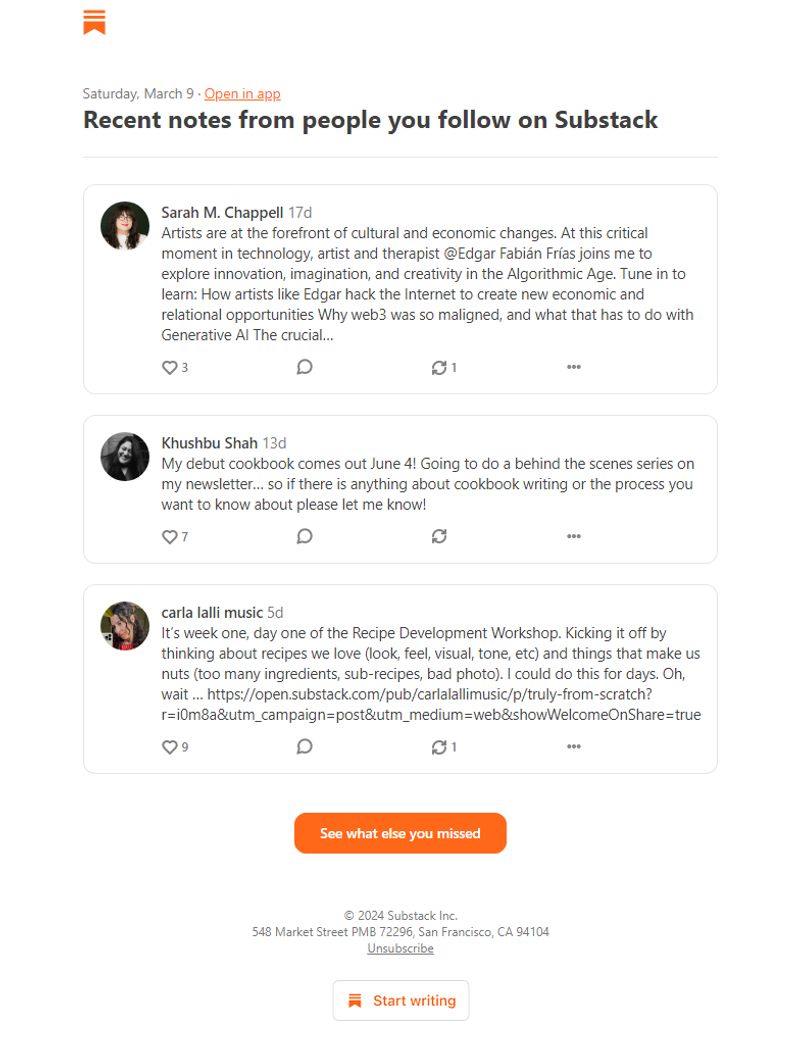 Saturday, March 9 · Open in app
Recent notes from people you follow on Substack
Sarah M. Chappell 17d
Artists are at the forefront of cultural and economic changes. At this critical
moment in technology, artist and therapist @Edgar Fabián Frías joins me to
explore innovation, imagination, and creativity in the Algorithmic Age. Tune in to
learn: How artists like Edgar hack the Internet to create new economic and
relational opportunities Why web3 was so maligned, and what that has to do with
Generative AI The crucial...
3 1
Khushbu Shah 13d
My debut cookbook comes out June 4! Going to do a behind the scenes series on
my newsletter... so if there is anything about cookbook writing or the process you
want to know about please let me know!
7
carla lalli music 5d
It's week one, day one of the Recipe Development Workshop. Kicking it off by
thinking about recipes we love (look, feel, visual, tone, etc) and things that make us
nuts (too many ingredients, sub-recipes, bad photo). I could do this for days. Oh,
wait ... https://open.substack.com/pub/carlalallimusic/p/truly-from-scratch?
r=i0m8a&utm_campaign=post&utm_medium=web&showWelcomeOnShare=true
9 1
See what else you missed
© 2024 Substack Inc.
548 Market Street PMB 72296, San Francisco, CA 94104
Unsubscribe
Start writing